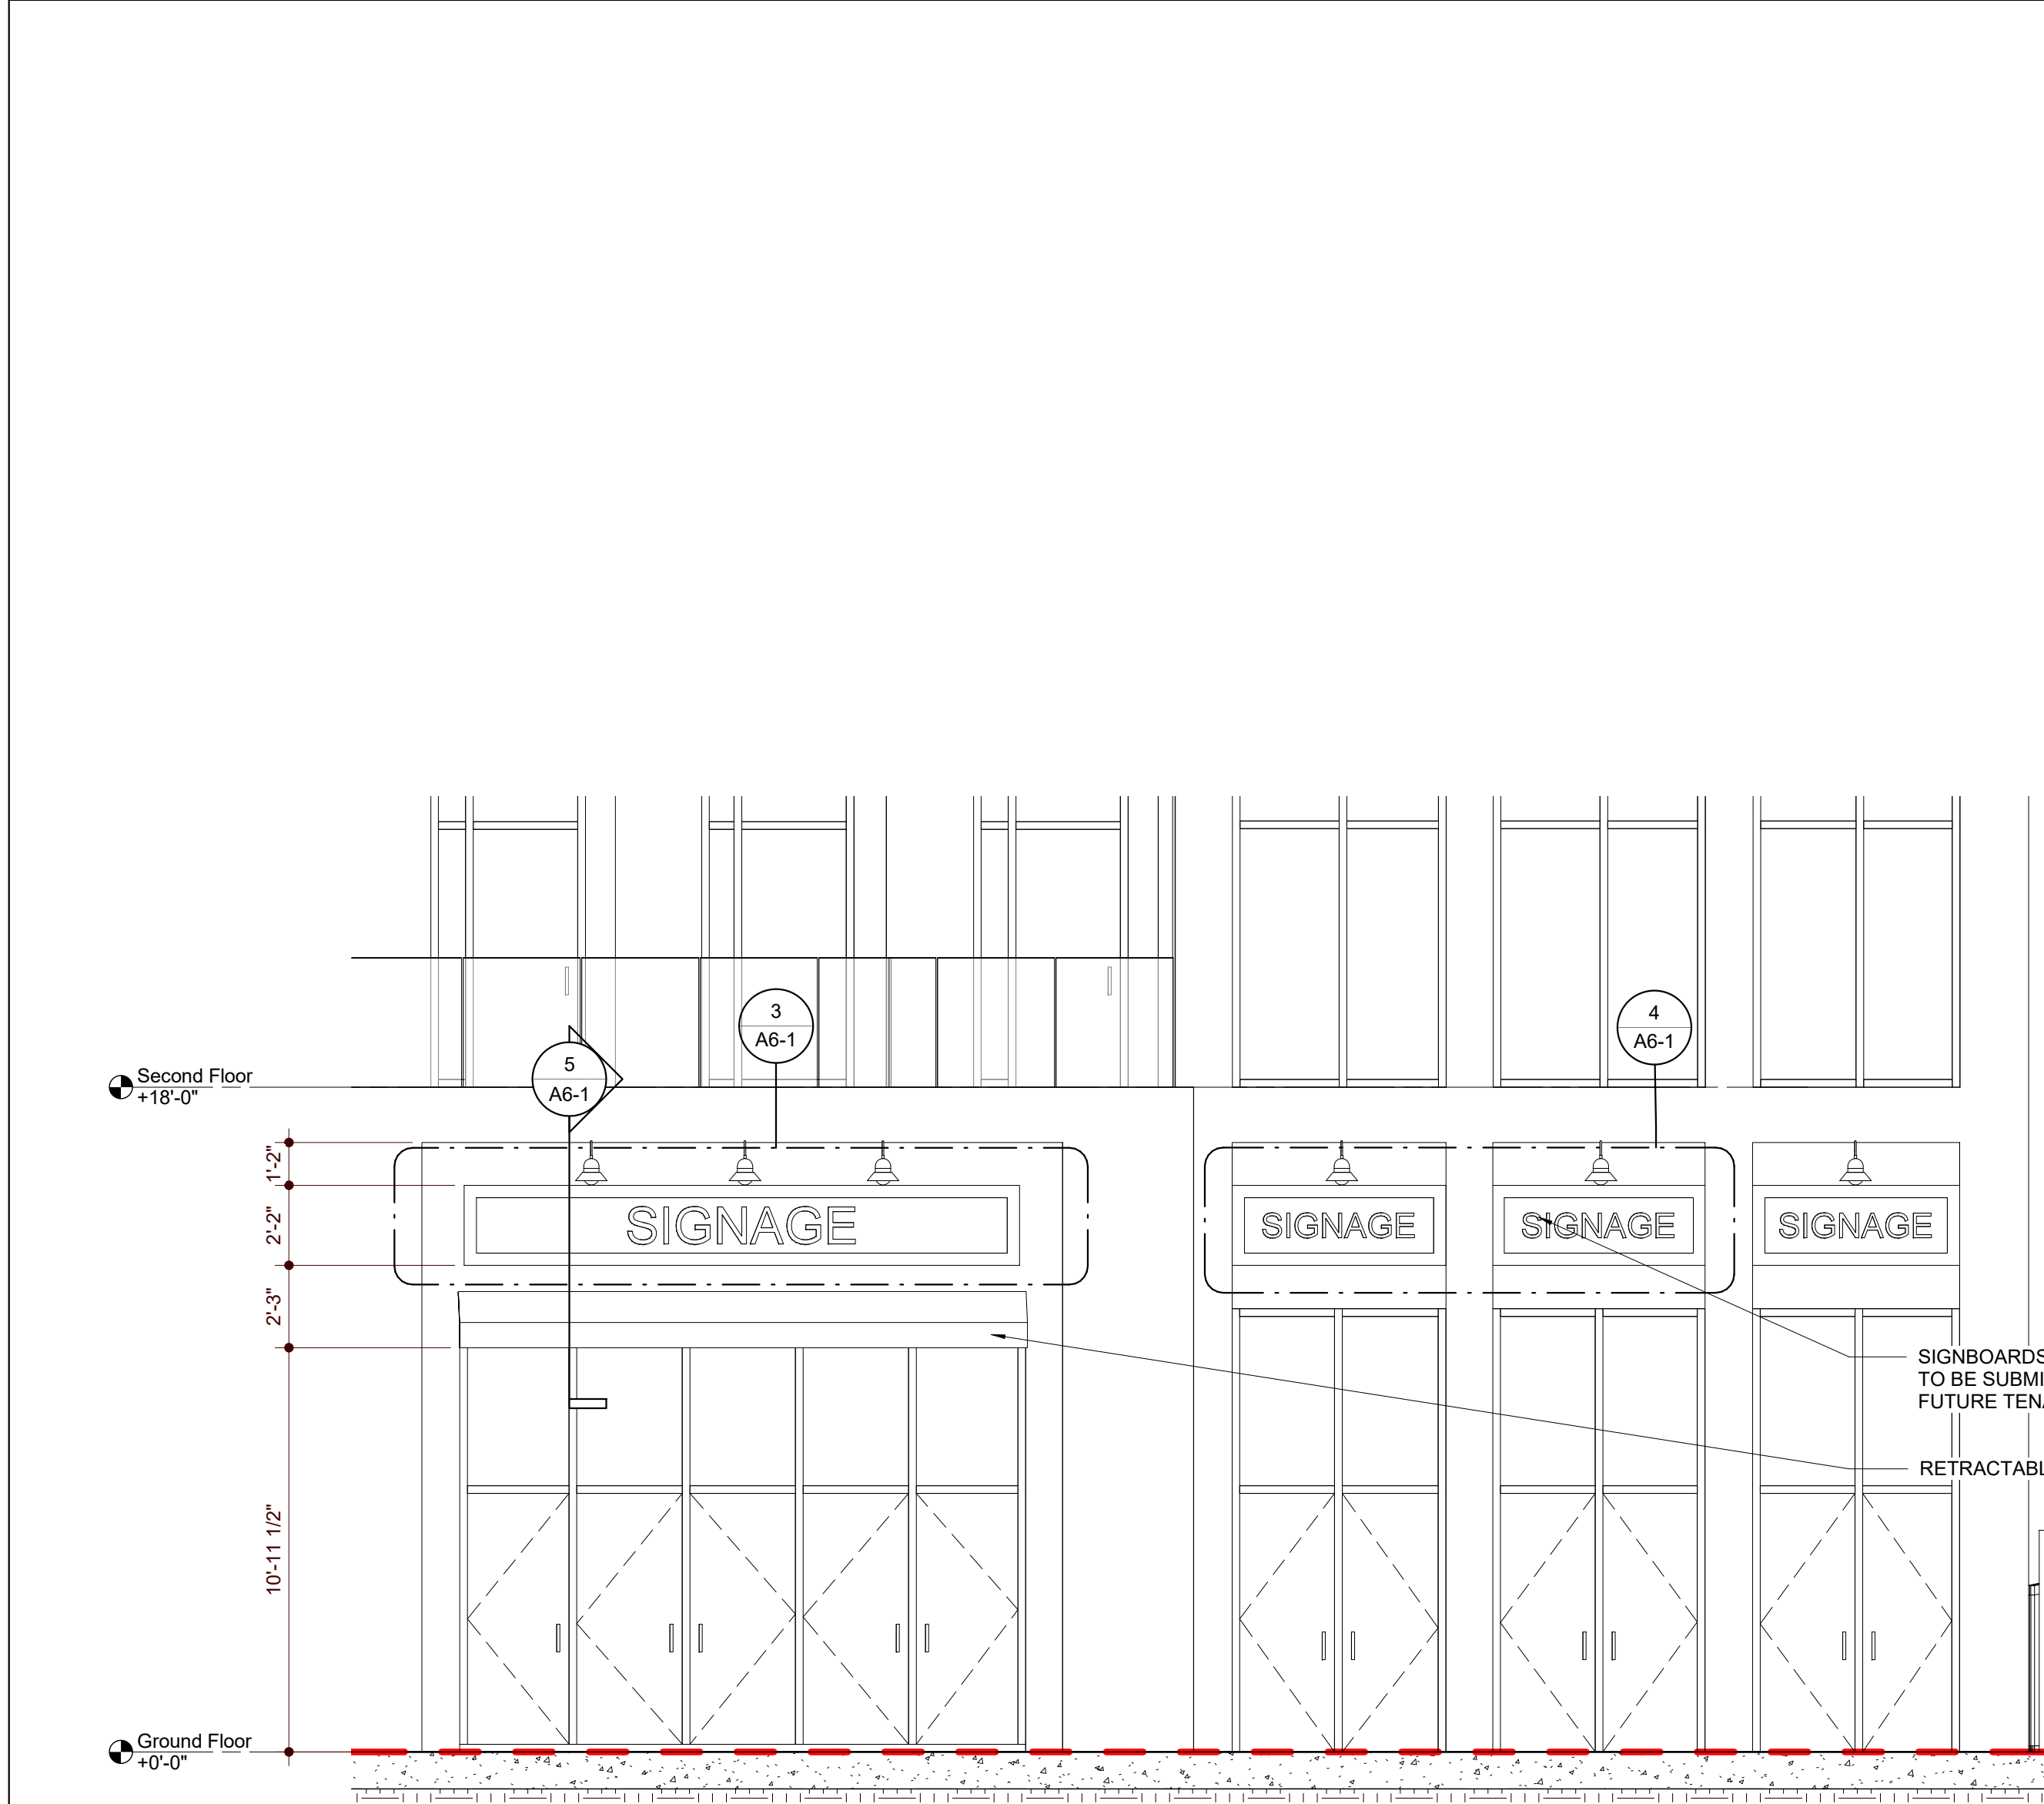 3
A6-1
4
A6-1
5
A6-1
Second Floor
+18'-0"
1'-2"
2'-2"
2'-3"
10'-11 1/2"
SIGNAGE
SIGNAGE
SIGNAGE
SIGNAGE
SIGNBOARDS
TO BE SUBMI
FUTURE TENA
RETRACTABL
Ground Floor
+0'-0"